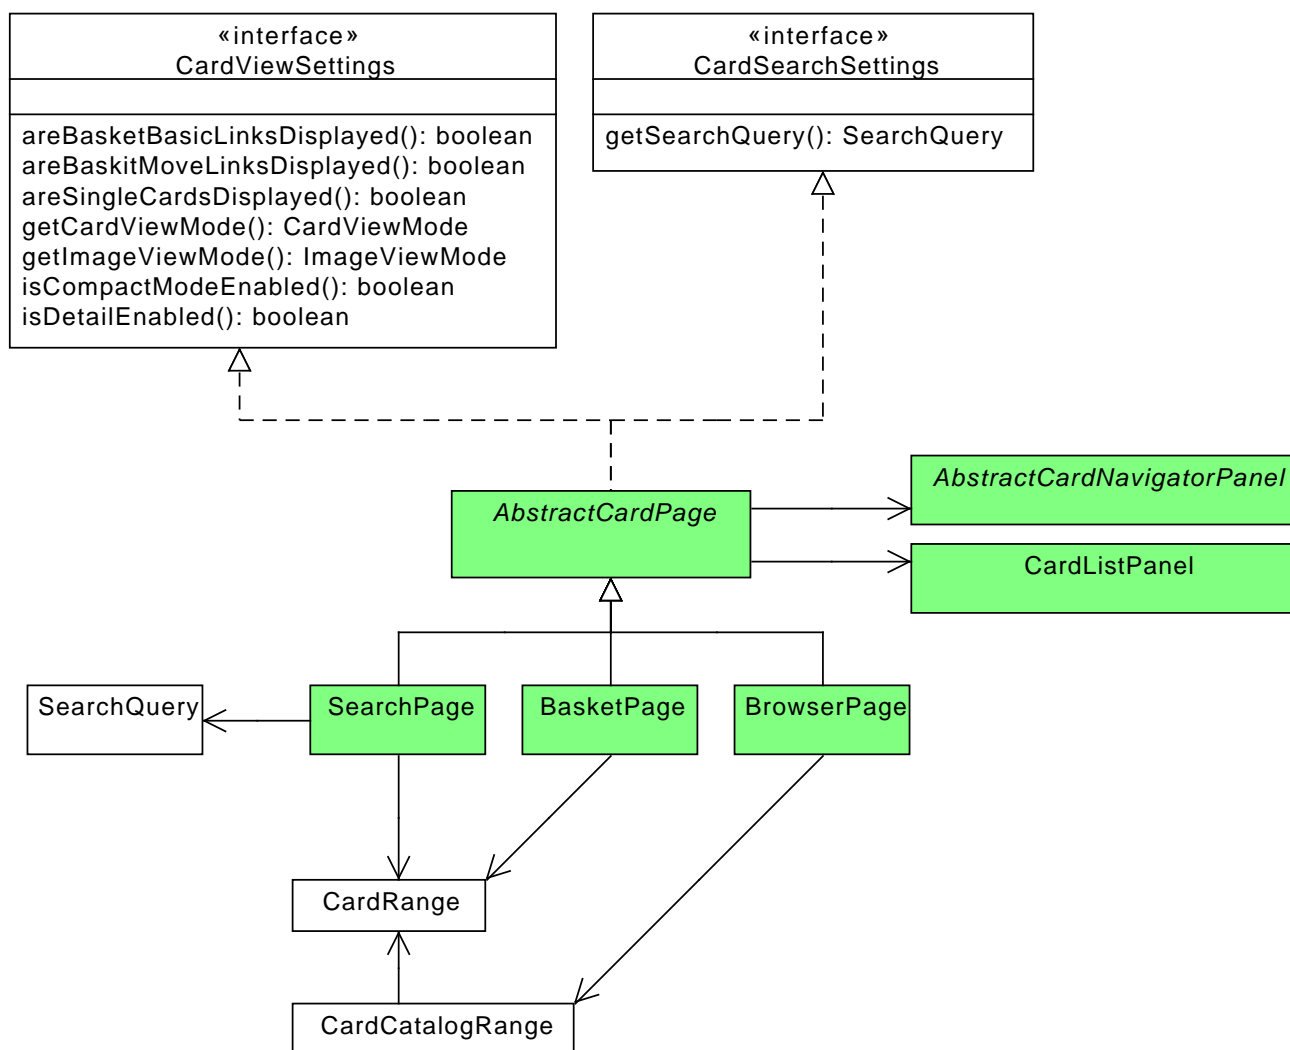 «interface»
CardViewSettings
areBasketBasicLinksDisplayed(): boolean
areBaskitMoveLinksDisplayed(): boolean
areSingleCardsDisplayed(): boolean
getCardViewMode(): CardViewMode
getImageViewMode(): ImageViewMode
isCompactModeEnabled(): boolean
isDetailEnabled(): boolean
«interface»
CardSearchSettings
getSearchQuery(): SearchQuery
AbstractCardPage
AbstractCardNavigatorPanel
CardListPanel
SearchQuery
SearchPage
BasketPage
BrowserPage
CardRange
CardCatalogRange